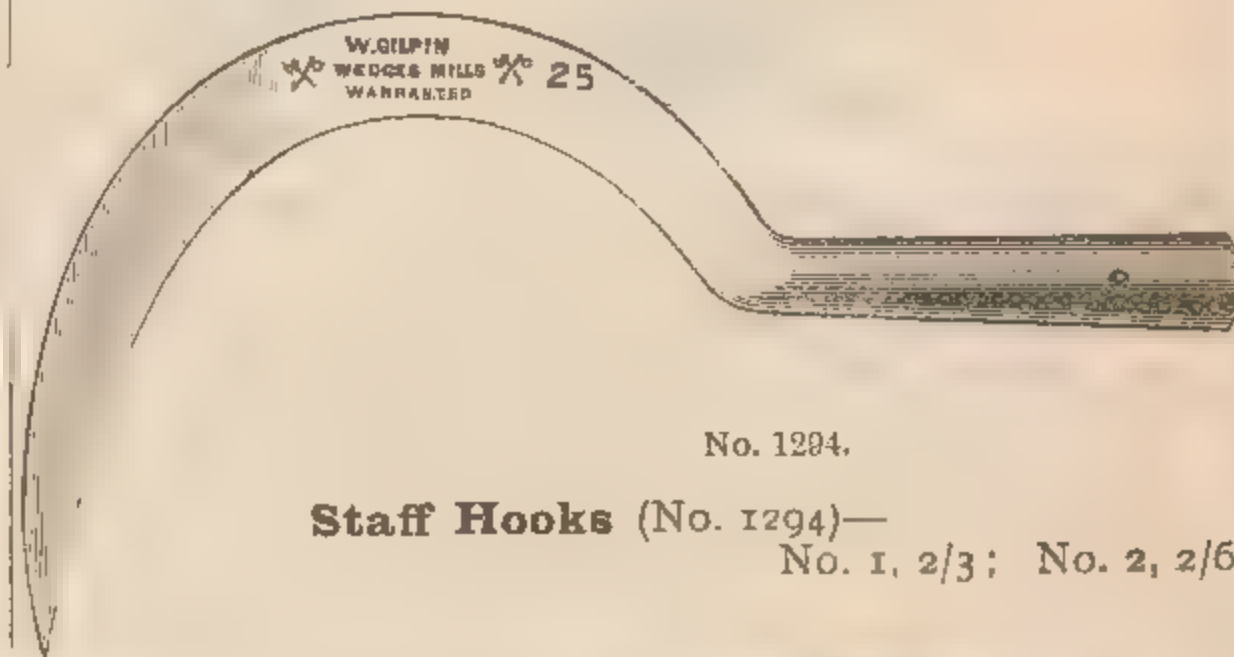 W. GILPIN
WEDGES MILLS 25
WARRANTED
No. 1294.
Staff Hooks (No. 1294)—
No. 1, 2/3; No. 2, 2/6